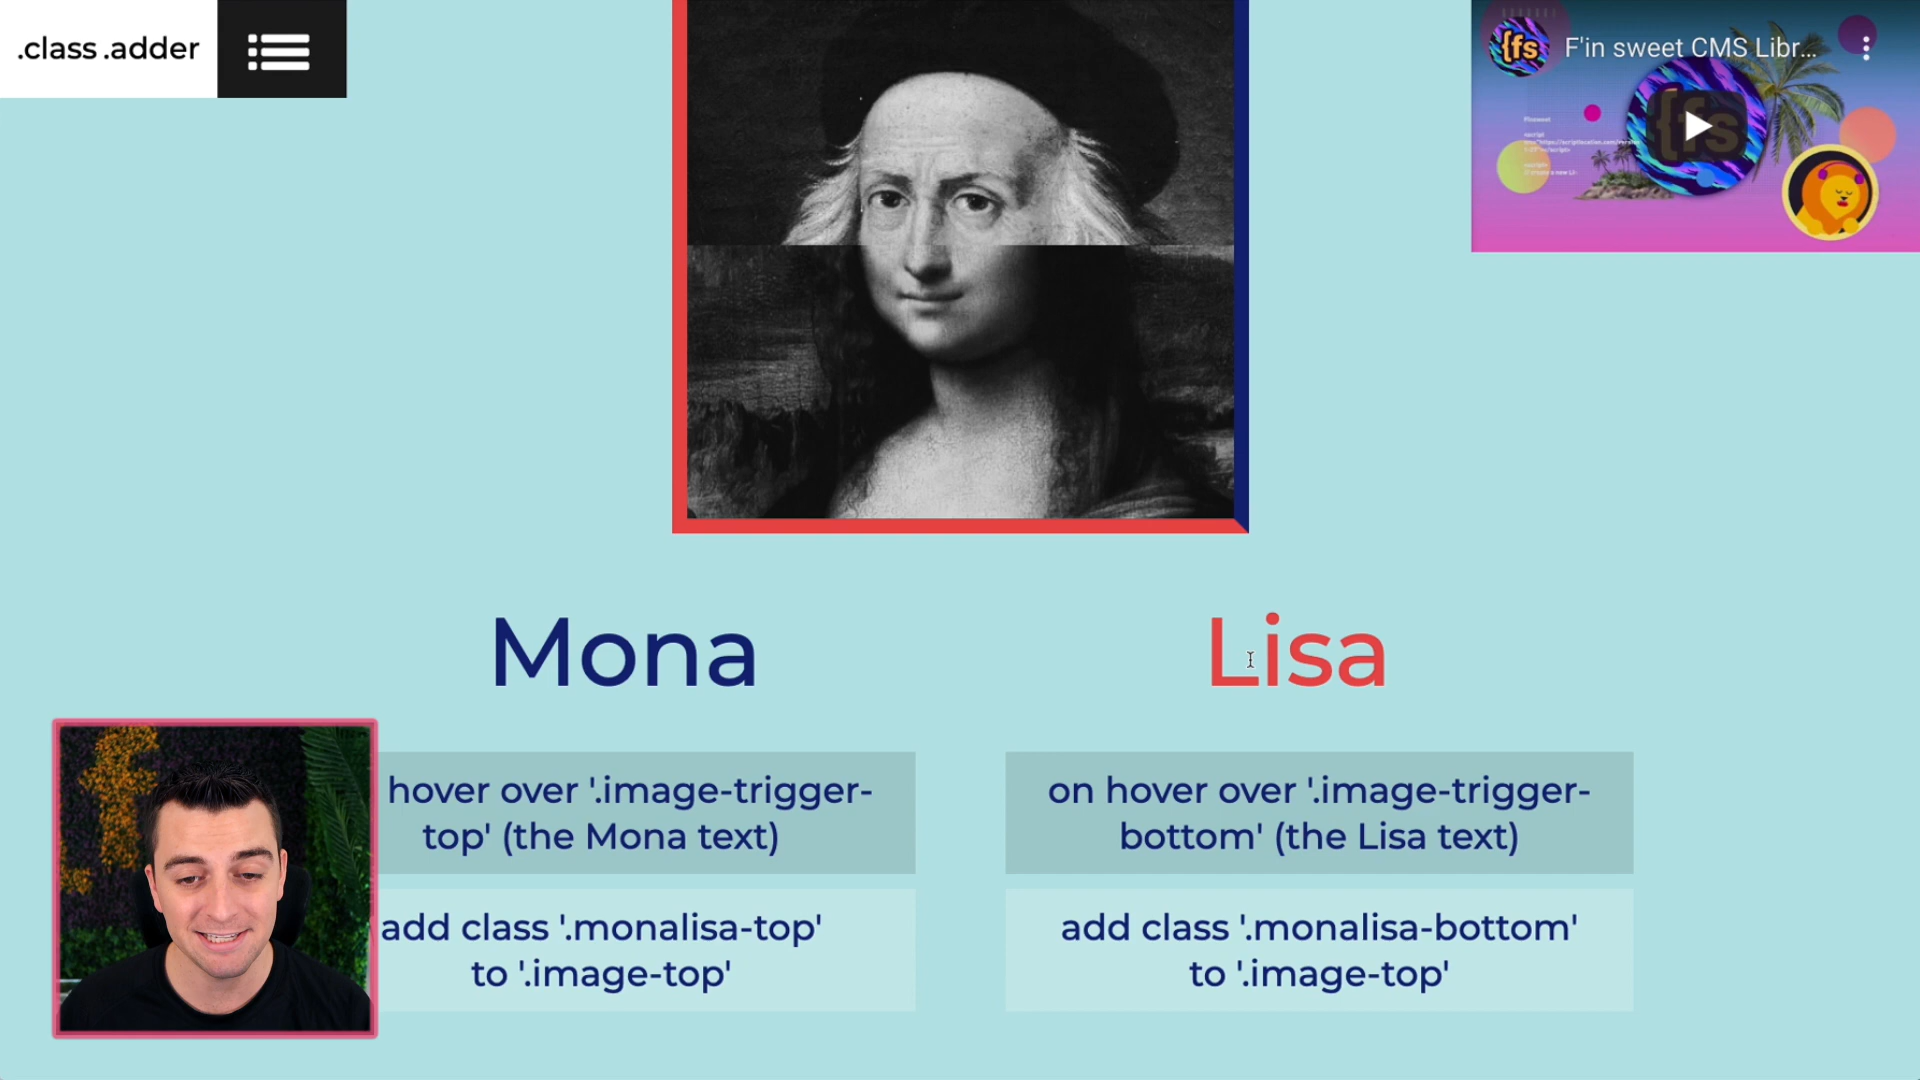 .class .adder
{fs
F'in sweet CMS Libr...
Mona
Lisa
hover over '.image-trigger-
top' (the Mona text)
on hover over '.image-trigger-
bottom' (the Lisa text)
add class '.monalisa-top'
to '.image-top'
add class '.monalisa-bottom'
to '.image-top'